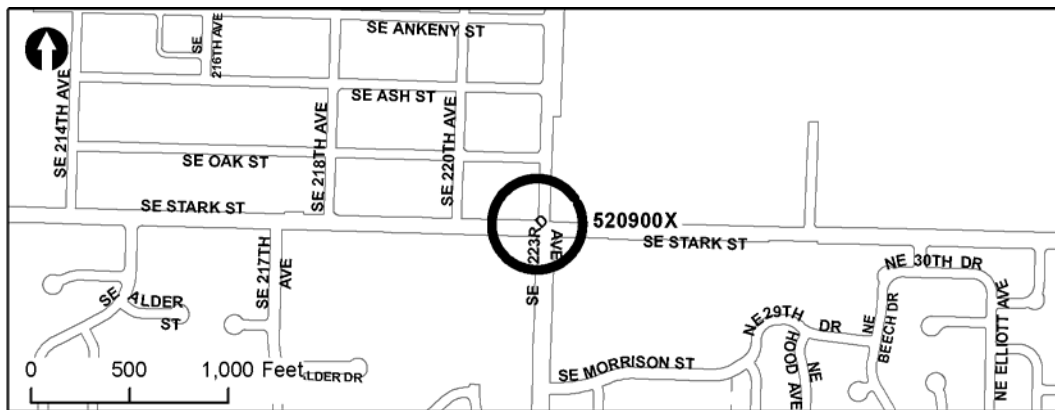 SE ANKENY ST
SE
216TH AVE
SE 214TH AVE
SE 218TH AVE
SE ASH ST
SE 220TH AVE
SE OAK ST
SE STARK ST
SE 223RD
AVE
520900X
SE STARK ST
SE 217TH
AVE
SE ALDER
ST
NE 30TH DR
NE 29TH DR
NE
BEECH DR
NE ELLIOTT AVE
NE
HOOD AVE
SE MORRISON ST
ALDER DR
0 500 1,000 Feet